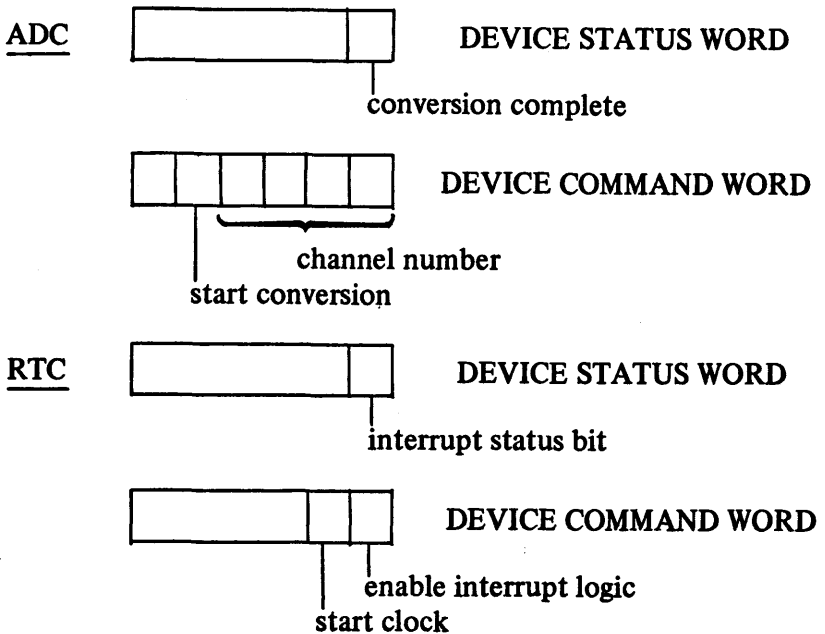 ADC DEVICE STATUS WORD
conversion complete
DEVICE COMMAND WORD
channel number
start conversion
RTC DEVICE STATUS WORD
interrupt status bit
DEVICE COMMAND WORD
enable interrupt logic
start clock